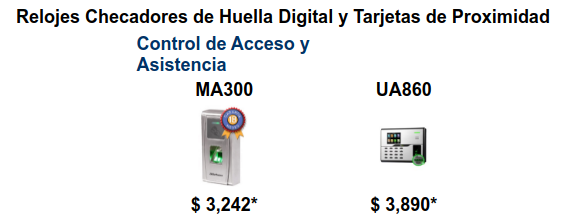 Relojes Checadores de Huella Digital y Tarjetas de Proximidad
Control de Acceso y
Asistencia
MA300
UA860
$ 3,242*
$ 3,890*